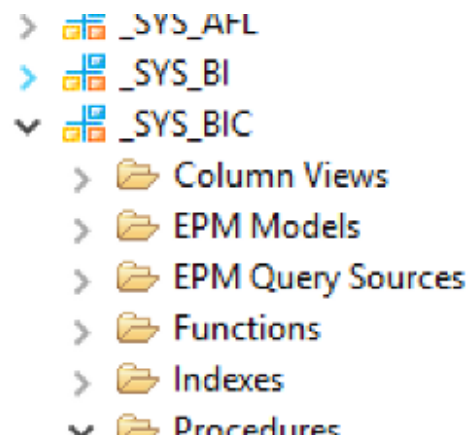 _SYS_AFL
_SYS_BI
_SYS_BIC
Column Views
EPM Models
EPM Query Sources
Functions
Indexes
Procedures